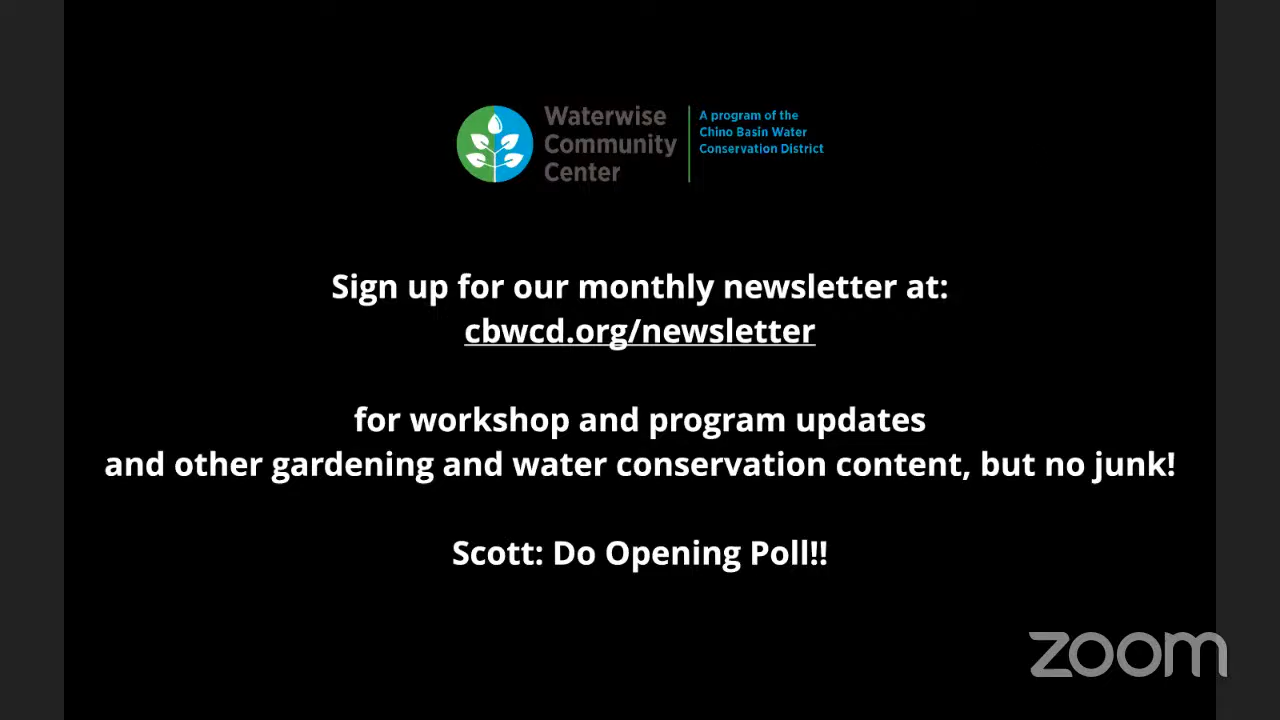 Waterwise
Community
Center
A program of the
Chino Basin Water
Conservation District
Sign up for our monthly newsletter at:
cbwcd.org/newsletter
for workshop and program updates
and other gardening and water conservation content, but no junk!
Scott: Do Opening Poll!!
zoom